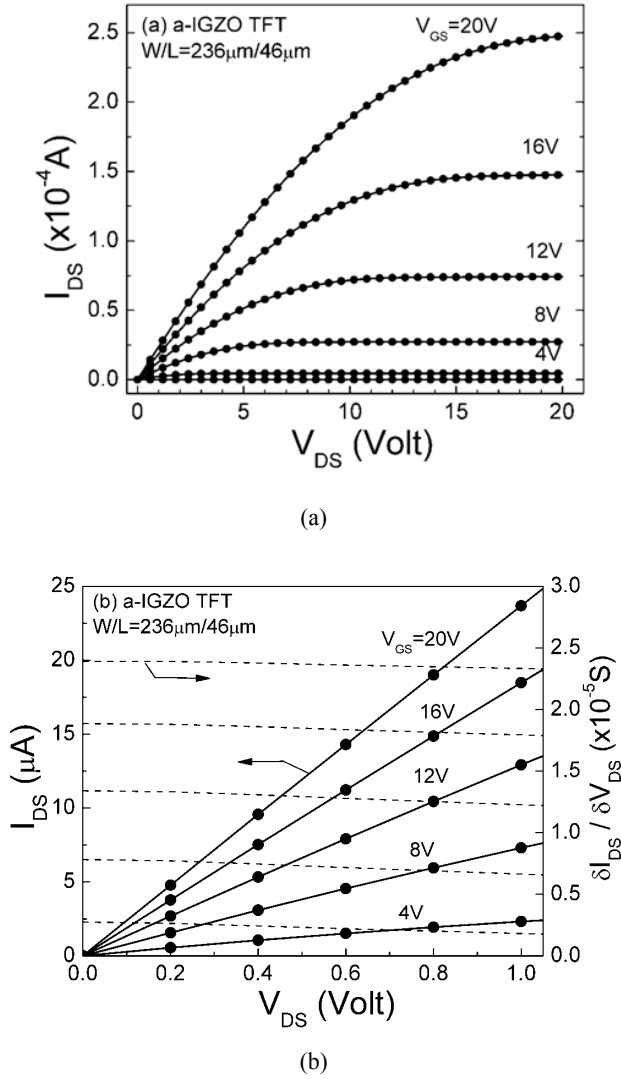 (a) a-IGZO TFT
W/L=236μm/46μm
V_GS=20V
16V
12V
8V
4V
2.5
2.0
1.5
1.0
0.5
0.0
I_DS (x10⁻⁴A)
0 5 10 15 20
V_DS (Volt)
(a)
(b) a-IGZO TFT
W/L=236μm/46μm
V_GS=20V
16V
12V
8V
4V
25
20
15
10
5
0
I_DS (μA)
3.0
2.5
2.0
1.5
1.0
0.5
0.0
δI_DS / δV_DS (x10⁻⁵S)
0.0 0.2 0.4 0.6 0.8 1.0
V_DS (Volt)
(b)